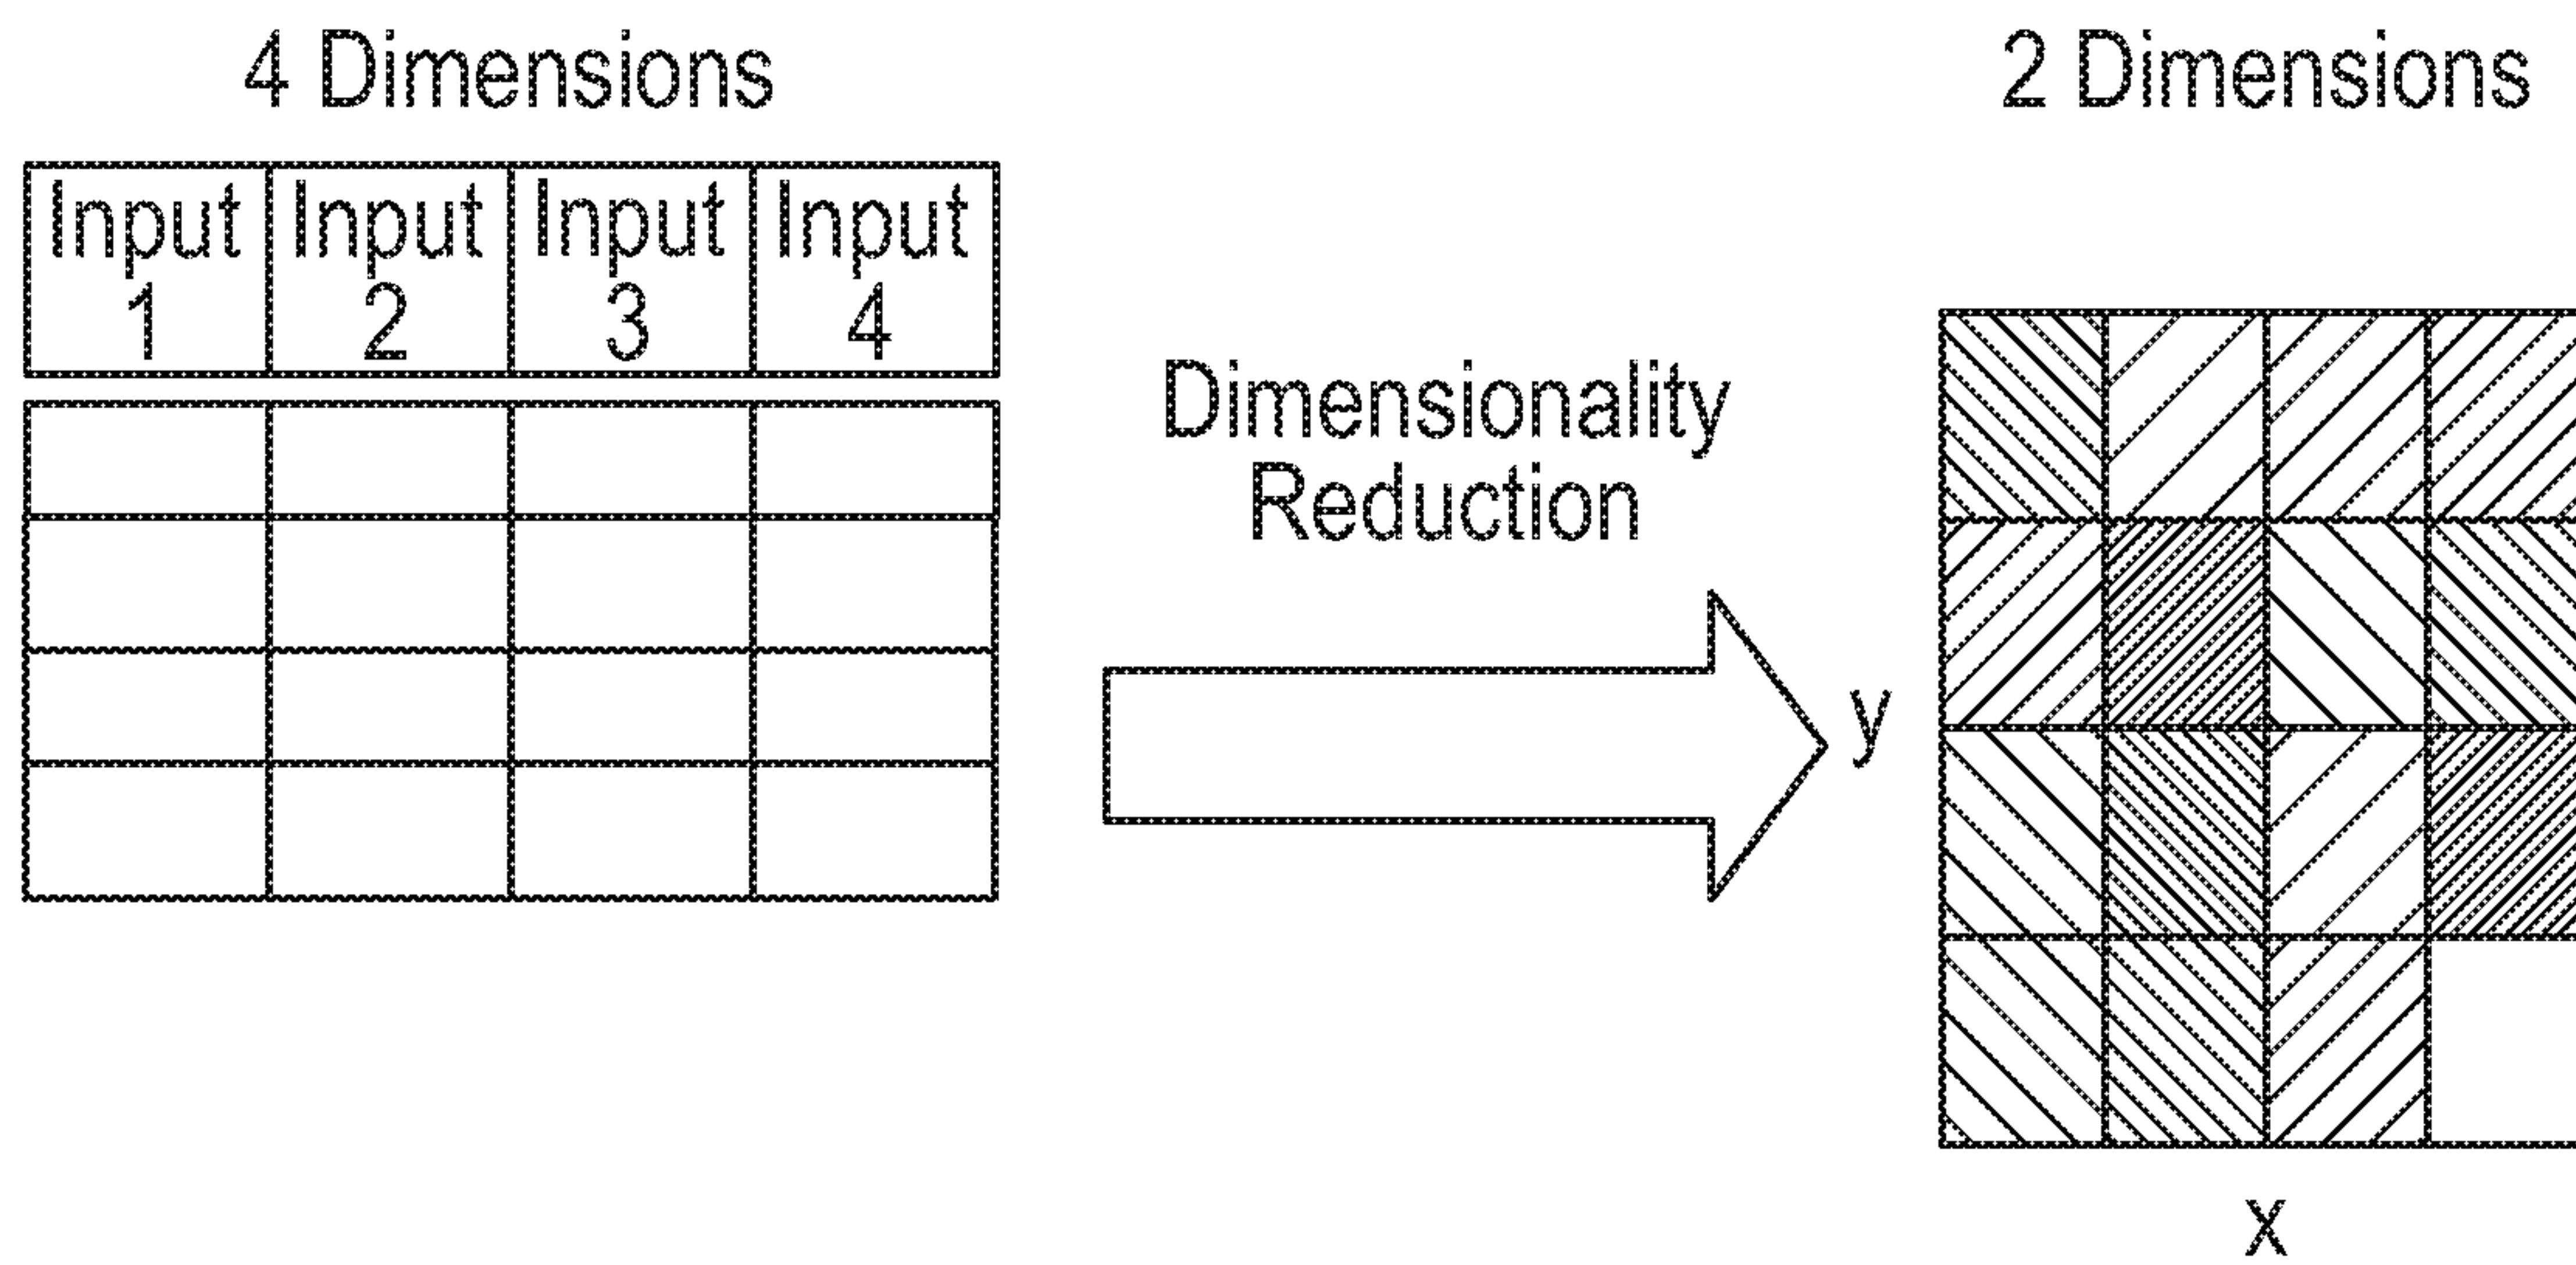 4 Dimensions
2 Dimensions
Input 1
Input 2
Input 3
Input 4
Dimensionality
Reduction
y
x